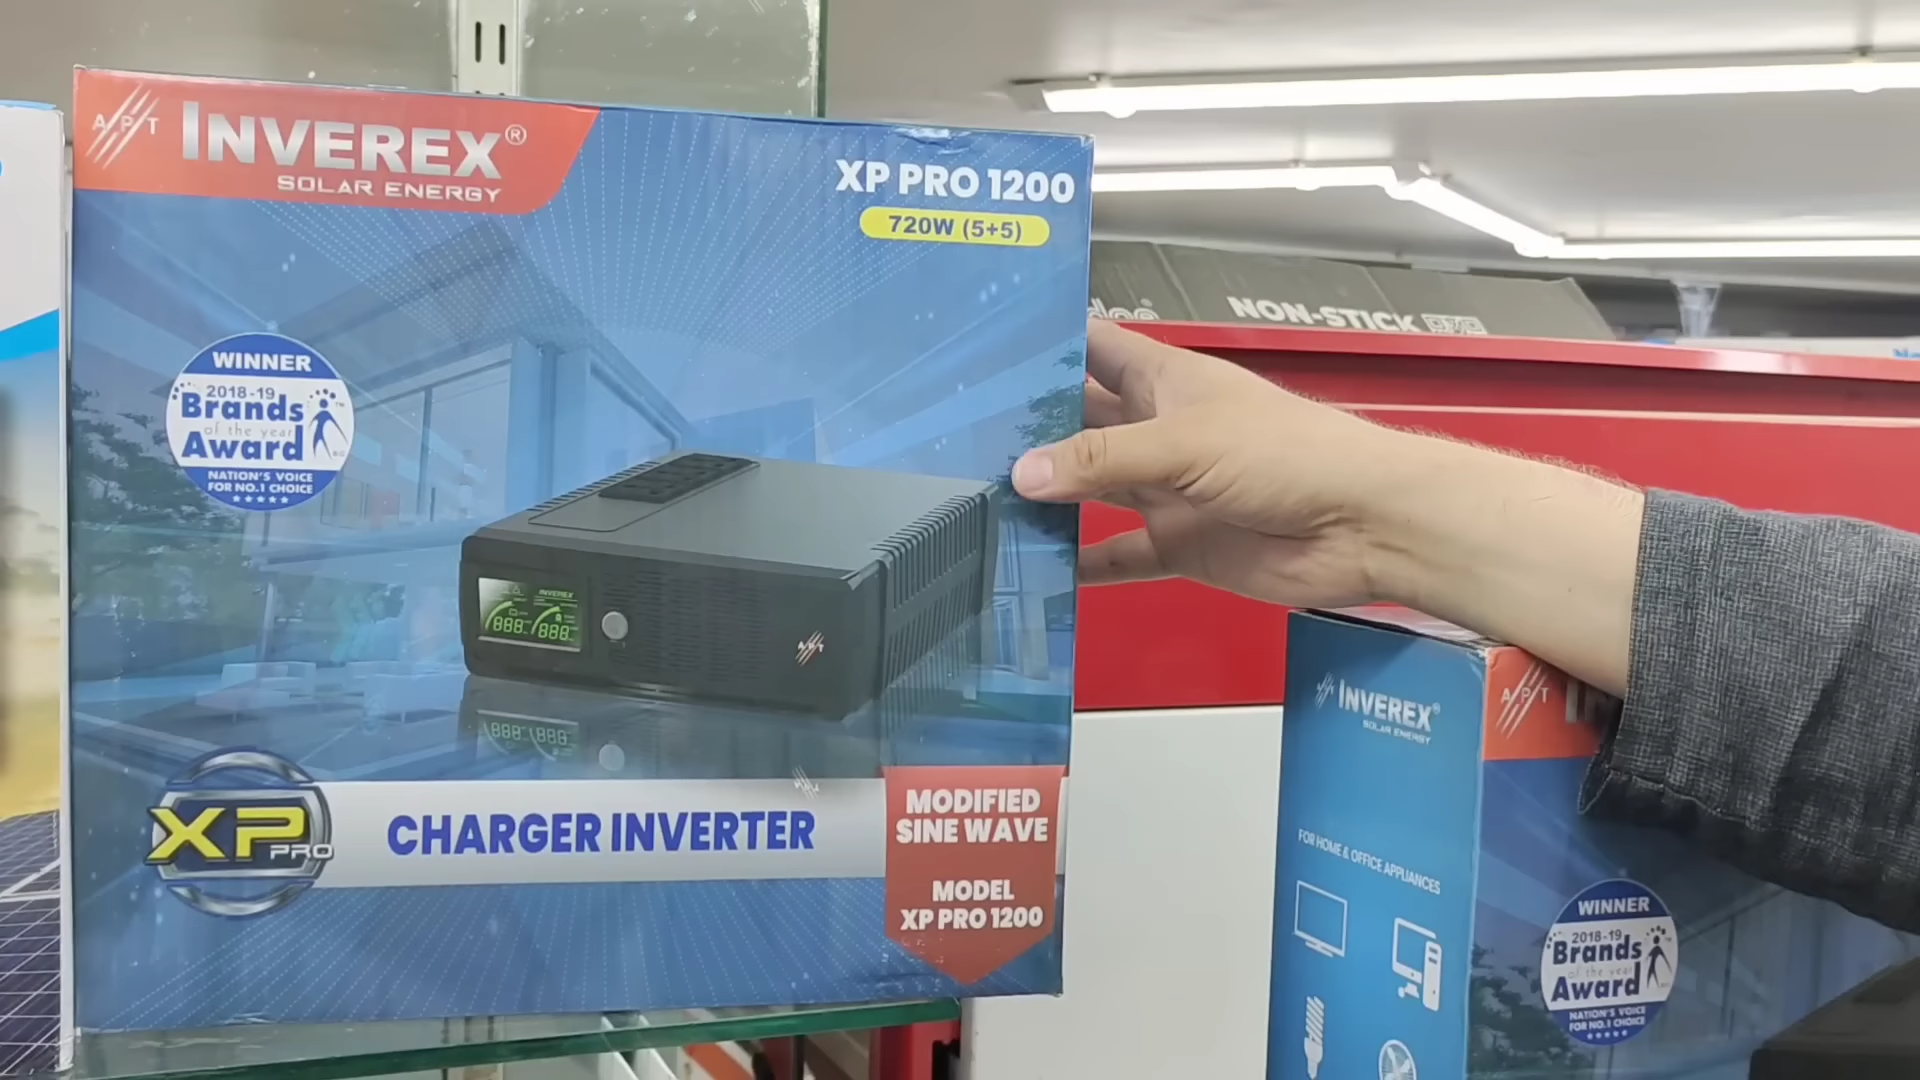 APT INVEREX®
SOLAR ENERGY
XP PRO 1200
720W (5+5)
WINNER
2018-19
Brands
of the year
Award
NATION'S VOICE
FOR NO.1 CHOICE
INVEREX
888 888
APT
XP PRO
CHARGER INVERTER
MODIFIED
SINE WAVE
MODEL
XP PRO 1200
NON-STICK
INVEREX®
SOLAR ENERGY
APT
FOR HOME & OFFICE APPLIANCES
WINNER
2018-19
Brands
of the year
Award
NATION'S VOICE
FOR NO.1 CHOICE